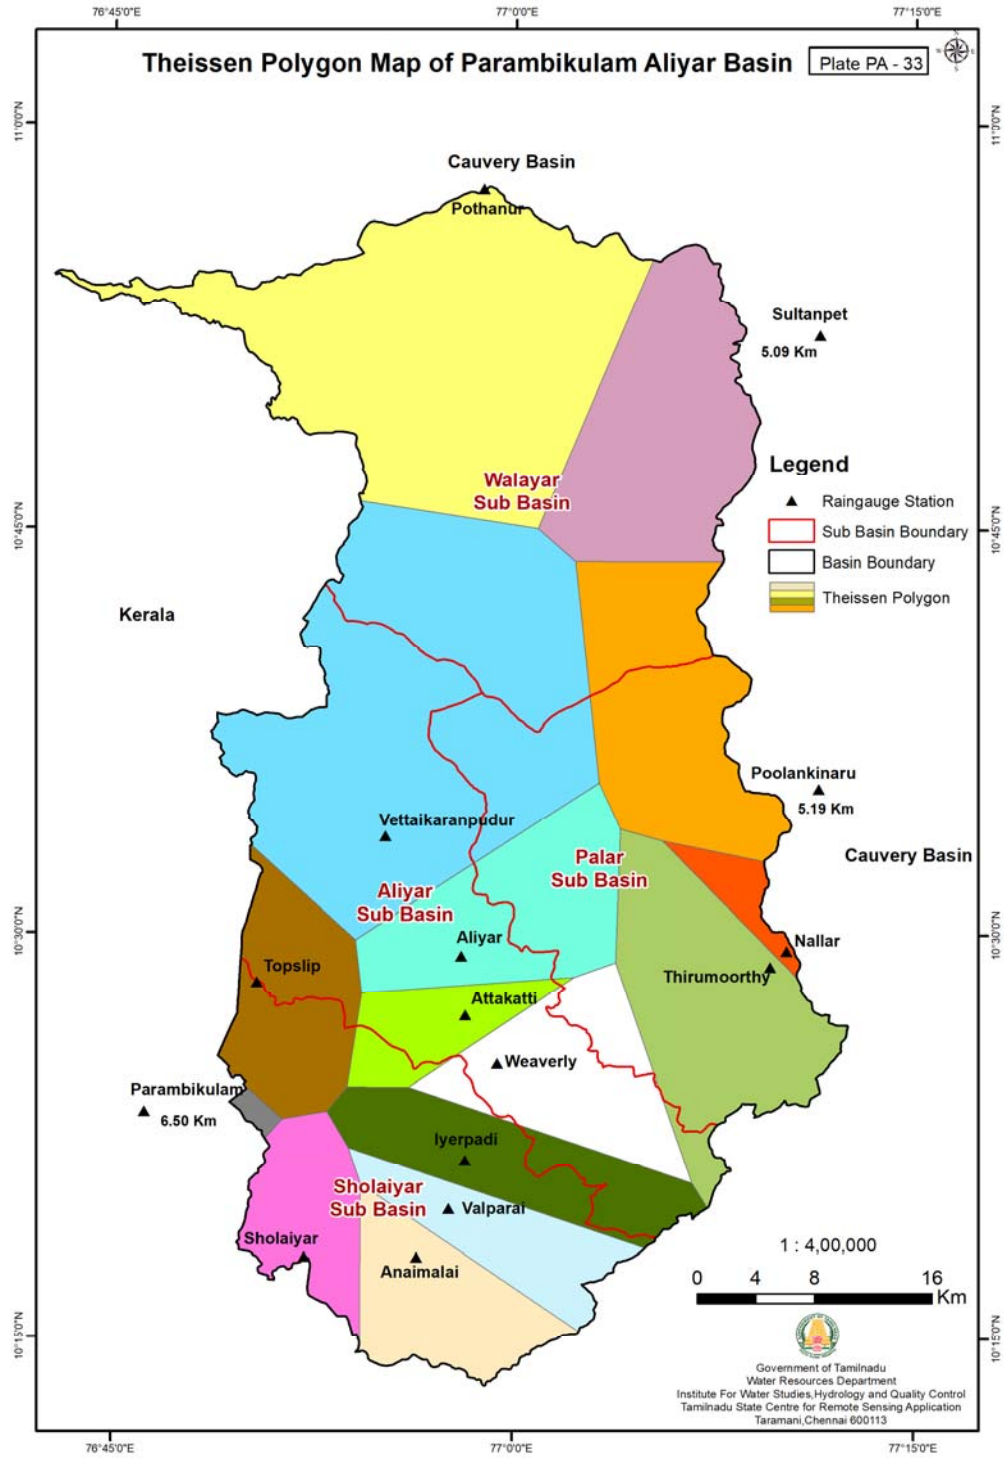 76°45'0"E
77°0'0"E
77°15'0"E
Theissen Polygon Map of Parambikulam Aliyar Basin
Plate PA - 33
11°0'0"N
11°0'0"N
Cauvery Basin
Pothanur
Sultanpet
5.09 Km
Legend
Raingauge Station
Sub Basin Boundary
Basin Boundary
Theissen Polygon
Walayar
Sub Basin
10°45'0"N
10°45'0"N
Kerala
Poolankinaru
5.19 Km
Vettaikaranpudur
Cauvery Basin
Palar
Sub Basin
Aliyar
Sub Basin
10°30'0"N
10°30'0"N
Aliyar
Nallar
Topslip
Thirumoorthy
Attakatti
Weaverly
Parambikulam
6.50 Km
Iyerpadi
Sholaiyar
Sub Basin
Valparai
Sholaiyar
Anaimalai
1 : 4,00,000
0 4 8 16
Km
10°15'0"N
10°15'0"N
Government of Tamilnadu
Water Resources Department
Institute For Water Studies,Hydrology and Quality Control
Tamilnadu State Centre for Remote Sensing Application
Taramani,Chennai 600113
76°45'0"E
77°0'0"E
77°15'0"E